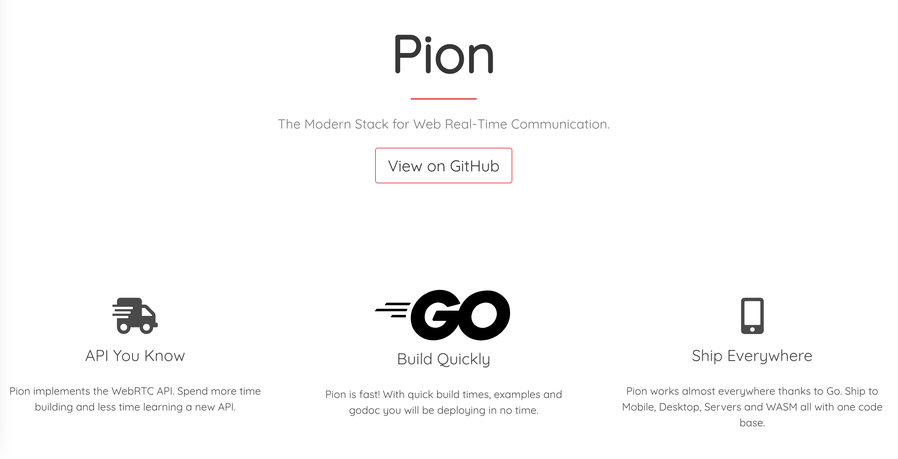 Pion
The Modern Stack for Web Real-Time Communication.
View on GitHub
API You Know
Pion implements the WebRTC API. Spend more time
building and less time learning a new API.
GO
Build Quickly
Pion is fast! With quick build times, examples and
godoc you will be deploying in no time.
Ship Everywhere
Pion works almost everywhere thanks to Go. Ship to
Mobile, Desktop, Servers and WASM all with one code
base.